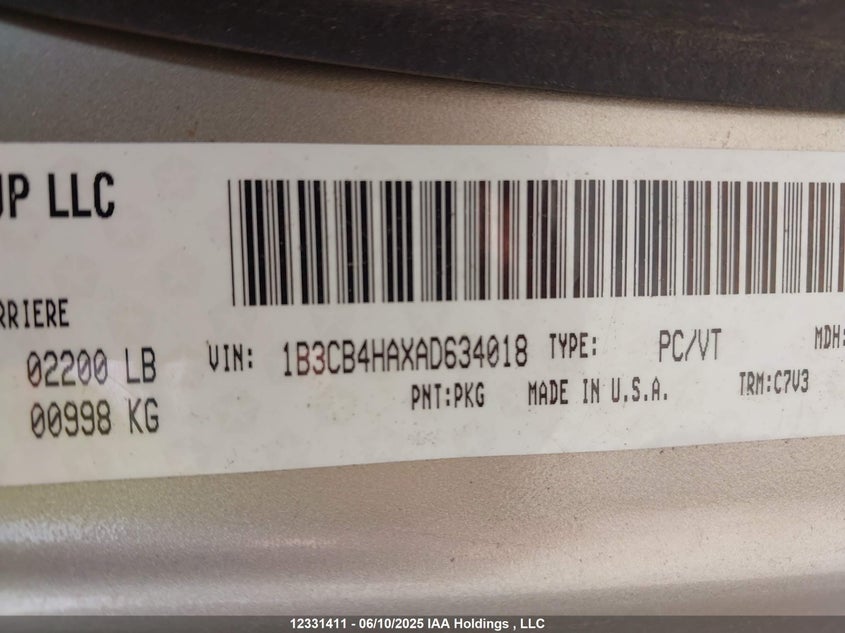 UP LLC
RRIERE
02200 LB VIN: 1B3CB4HAXAD634018 TYPE: PC/VT MDH:
00998 KG PNT:PKG MADE IN U.S.A. TRM:C7V3
12331411 - 06/10/2025 IAA Holdings , LLC